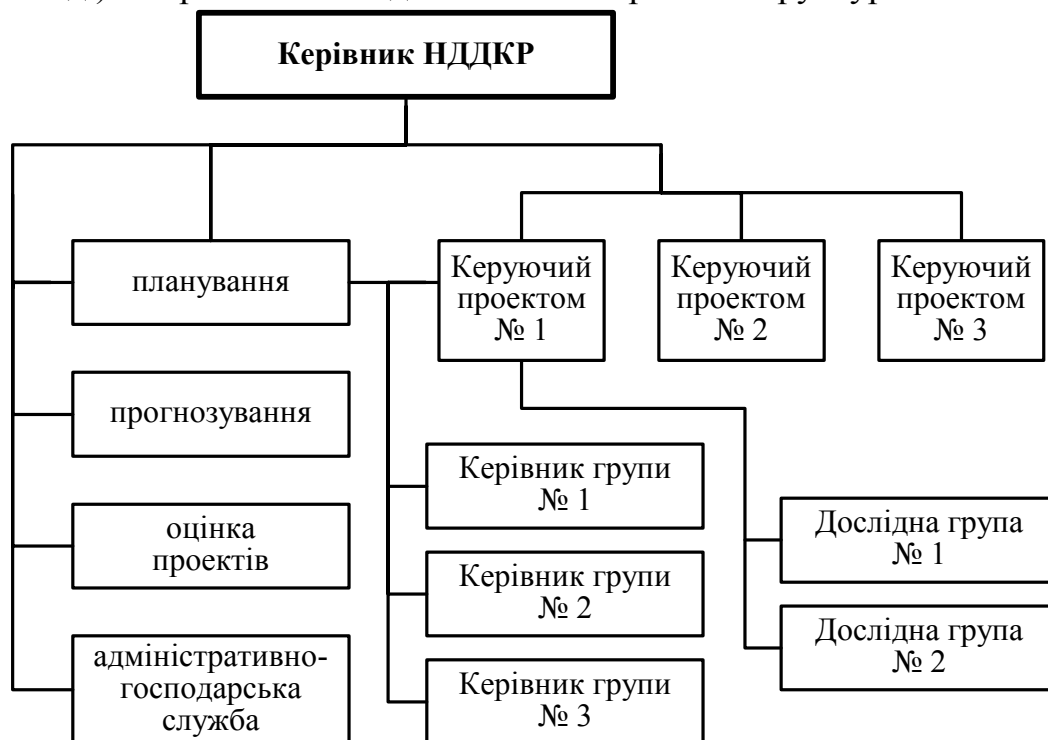 Керівник НДДКР
планування
Керуючий
проектом
№ 1
Керуючий
проектом
№ 2
Керуючий
проектом
№ 3
прогнозування
оцінка
проектів
адміністративно-
господарська
служба
Керівник групи
№ 1
Керівник групи
№ 2
Керівник групи
№ 3
Дослідна група
№ 1
Дослідна група
№ 2